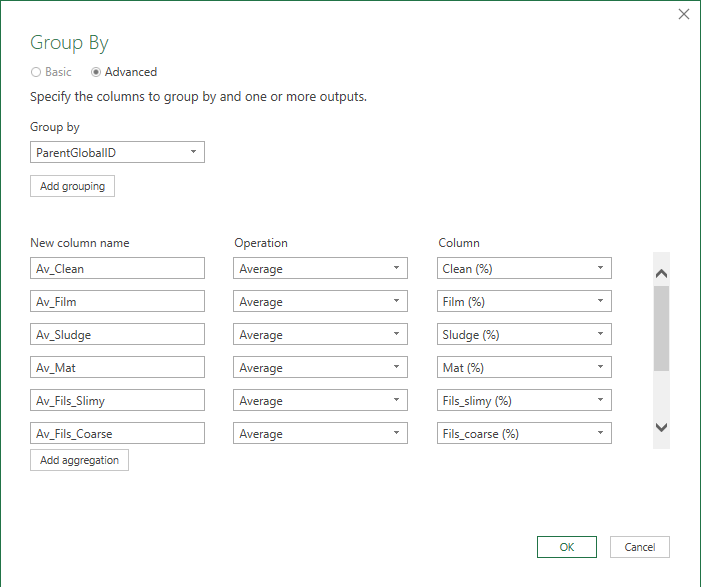 Group By
Basic Advanced
Specify the columns to group by and one or more outputs.
Group by
ParentGlobalID
Add grouping
New column name Operation Column
Av_Clean Average Clean (%)
Av_Film Average Film (%)
Av_Sludge Average Sludge (%)
Av_Mat Average Mat (%)
Av_Fils_Slimy Average Fils_slimy (%)
Av_Fils_Coarse Average Fils_coarse (%)
Add aggregation
OK Cancel